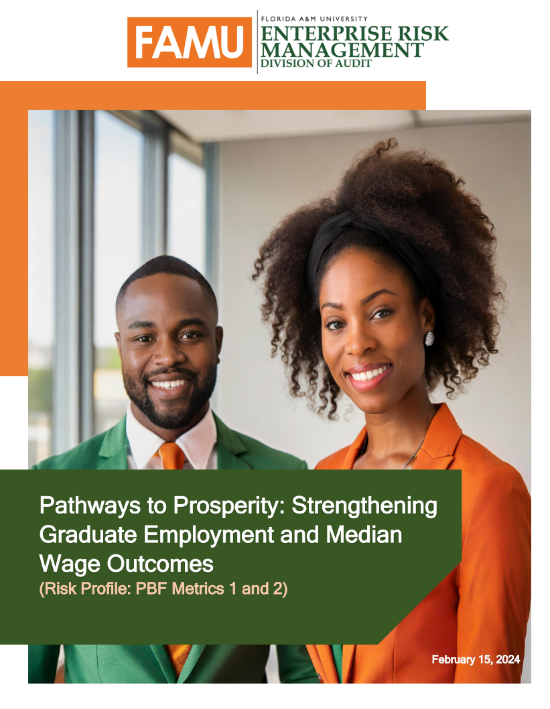 FAMU
FLORIDA A&M UNIVERSITY
ENTERPRISE RISK
MANAGEMENT
DIVISION OF AUDIT
Pathways to Prosperity: Strengthening
Graduate Employment and Median
Wage Outcomes
(Risk Profile: PBF Metrics 1 and 2)
February 15, 2024